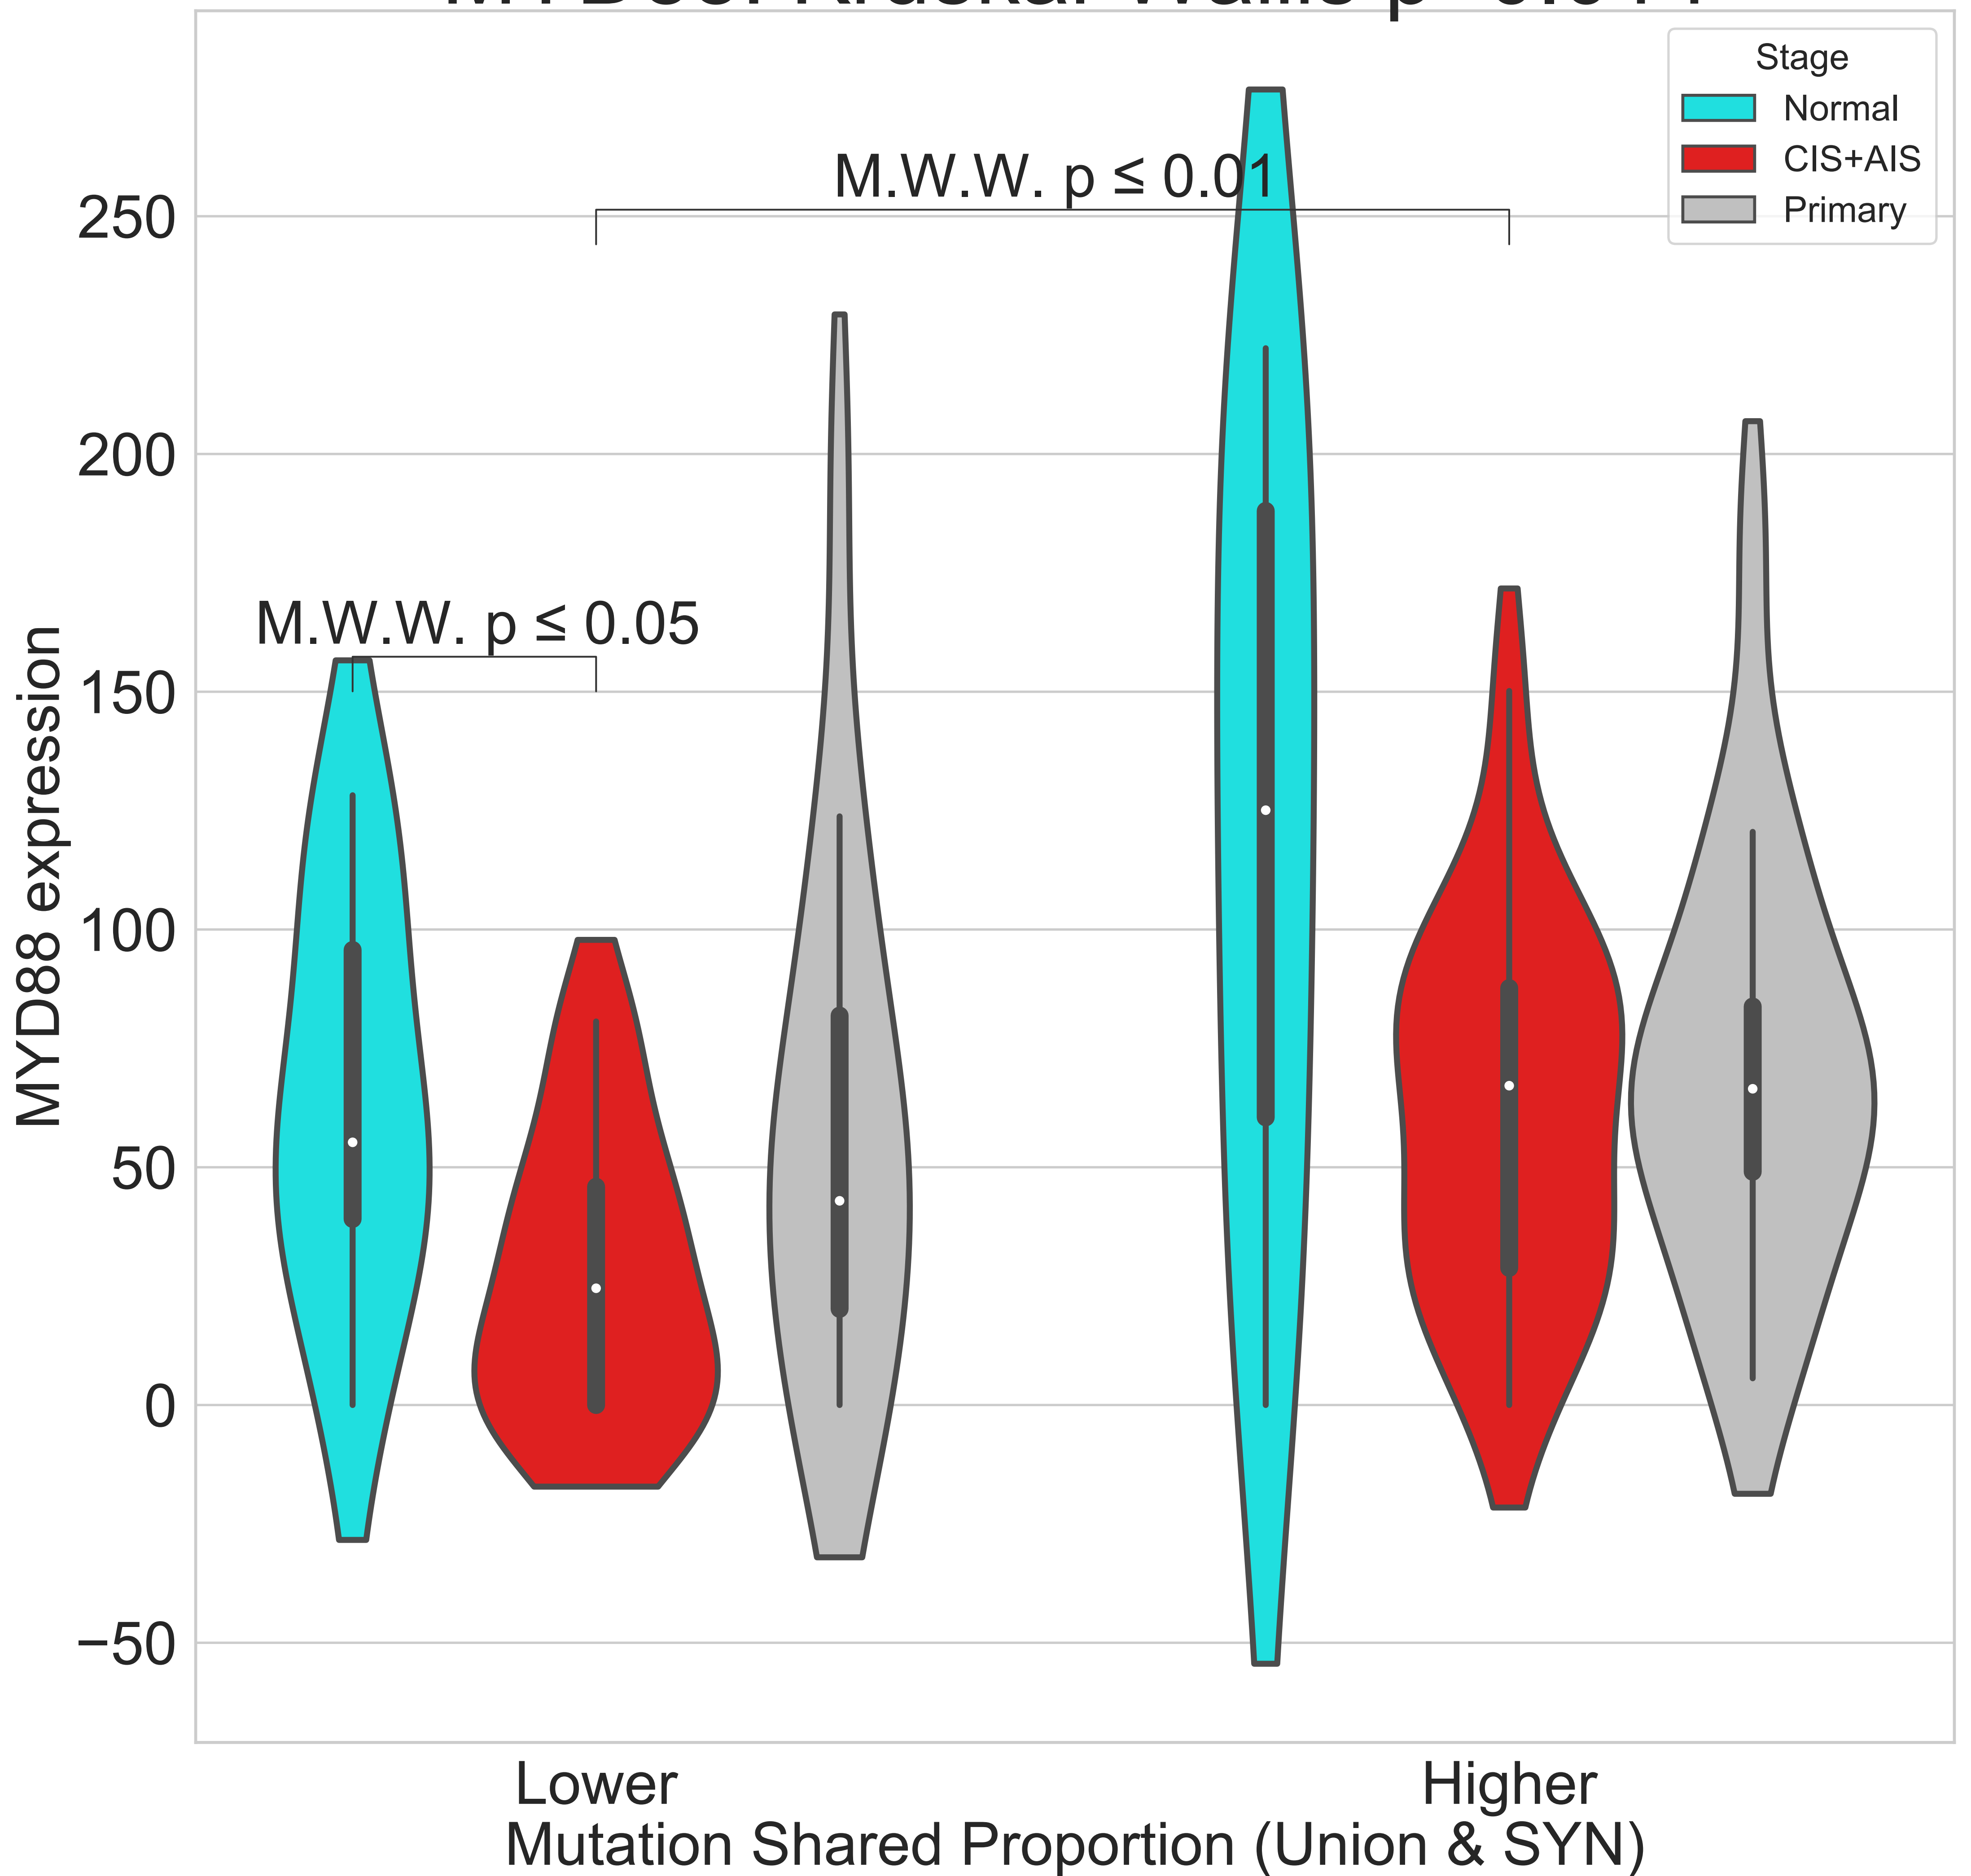 Stage
Normal
CIS+AIS
Primary
M.W.W. p ≤ 0.01
M.W.W. p ≤ 0.05
250
200
150
100
50
0
−50
MYD88 expression
Lower
Higher
Mutation Shared Proportion (Union & SYN)